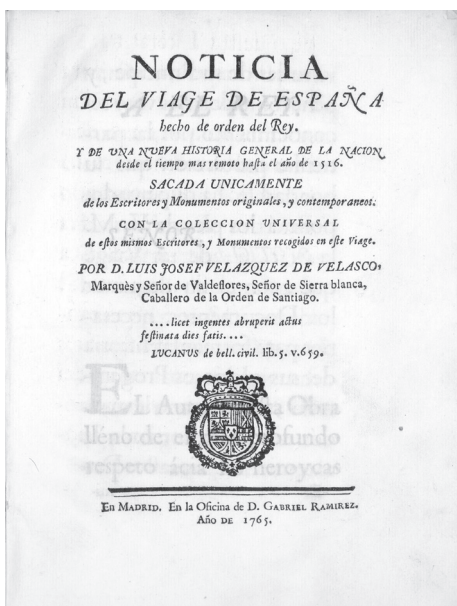 NOTICIA
DEL VIAGE DE ESPAÑA
hecho de orden del Rey.
Y DE UNA NUEVA HISTORIA GENERAL DE LA NACION
desde el tiempo mas remoto haſta el año de 1516.
SACADA UNICAMENTE
de los Eſcritores y Monumentos originales, y contemporaneos:
CON LA COLECCION UNIVERSAL
de eſtos mismos Eſcritores, y Monumentos recogidos en eſte Viage.
POR D. LUIS JOSEF VELAZQUEZ DE VELASCO,
Marquès y Señor de Valdeflores, Señor de Sierra blanca,
Caballero de la Orden de Santiago.
....licet ingentes abruperit actus
feſtinata dies fatis....
LUCANUS de bell. civil. lib. 5. v. 659.
En MADRID. En la Oficina de D. GABRIEL RAMIREZ.
Año DE 1765.